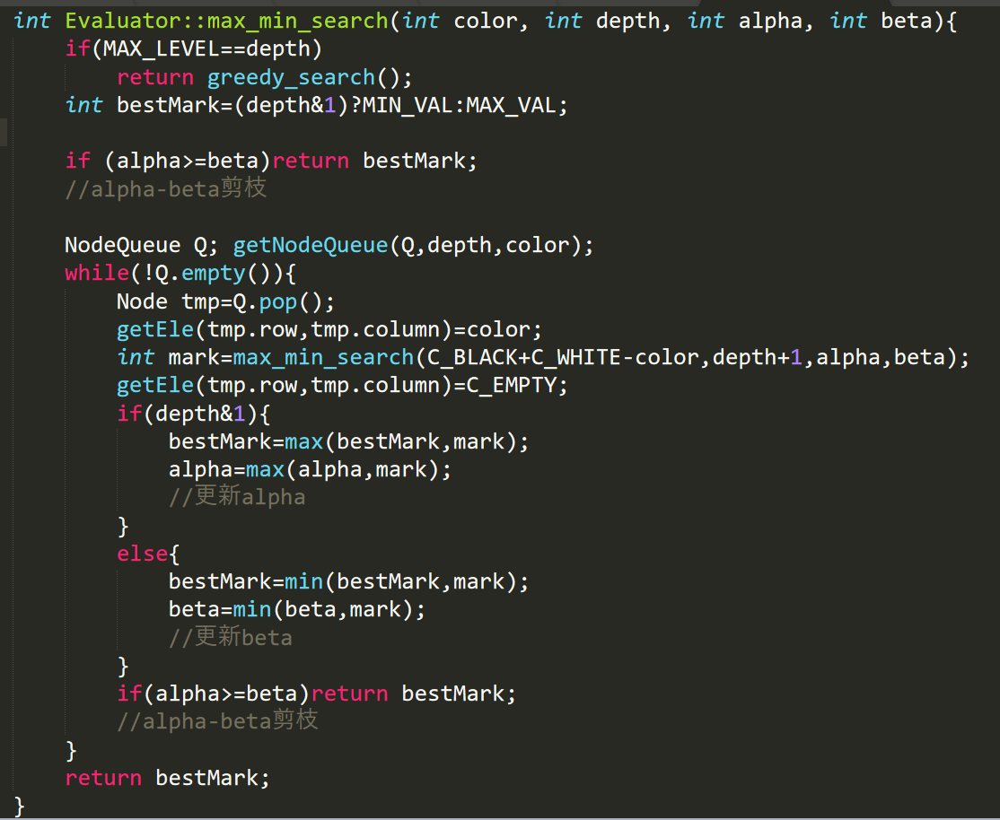 int Evaluator::max_min_search(int color, int depth, int alpha, int beta){
    if(MAX_LEVEL==depth)
        return greedy_search();
    int bestMark=(depth&1)?MIN_VAL:MAX_VAL;
    if (alpha>=beta)return bestMark;
    //alpha-beta剪枝
    NodeQueue Q; getNodeQueue(Q,depth,color);
    while(!Q.empty()){
        Node tmp=Q.pop();
        getEle(tmp.row,tmp.column)=color;
        int mark=max_min_search(C_BLACK+C_WHITE-color,depth+1,alpha,beta);
        getEle(tmp.row,tmp.column)=C_EMPTY;
        if(depth&1){
            bestMark=max(bestMark,mark);
            alpha=max(alpha,mark);
            //更新alpha
        }
        else{
            bestMark=min(bestMark,mark);
            beta=min(beta,mark);
            //更新beta
        }
        if(alpha>=beta)return bestMark;
        //alpha-beta剪枝
    }
    return bestMark;
}